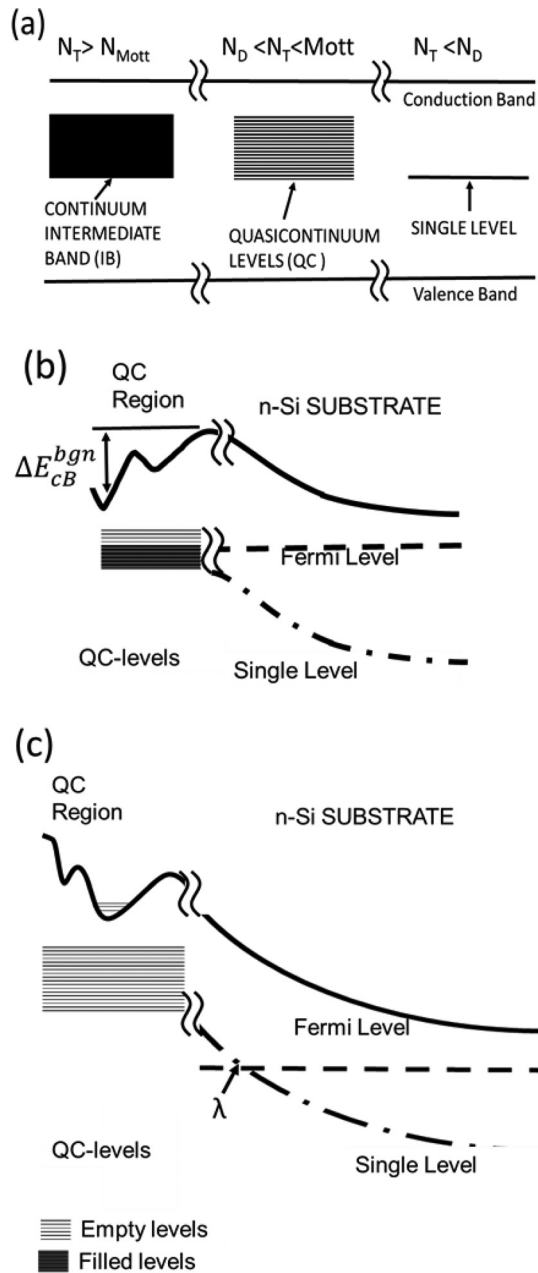 (a)
N_T> N_Mott
N_D <N_T<Mott
N_T <N_D
Conduction Band
CONTINUUM
INTERMEDIATE
BAND (IB)
QUASICONTINUUM
LEVELS (QC )
SINGLE LEVEL
Valence Band
(b)
QC
Region
n-Si SUBSTRATE
ΔE_cB^bgn
Fermi Level
QC-levels
Single Level
(c)
QC
Region
n-Si SUBSTRATE
Fermi Level
λ
QC-levels
Single Level
Empty levels
Filled levels